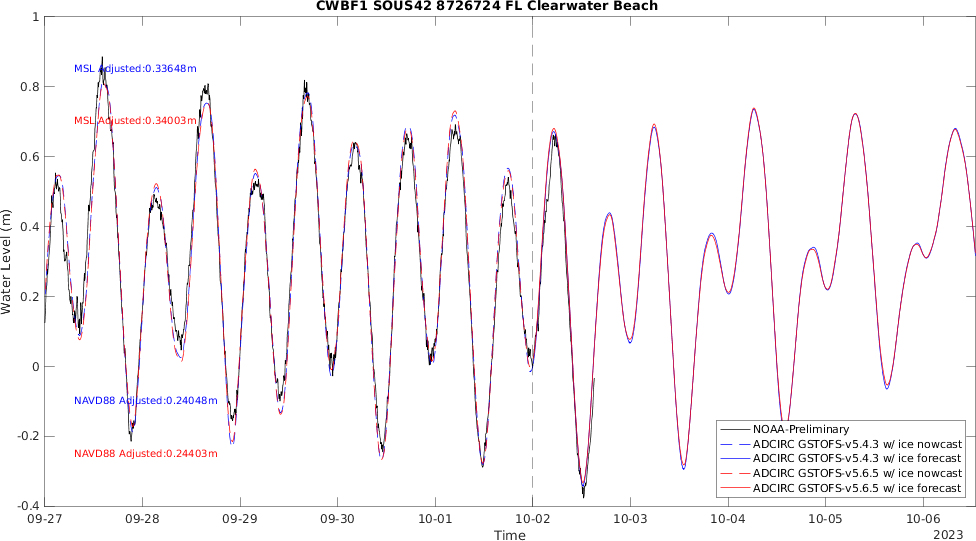 CWBF1 SOUS42 8726724 FL Clearwater Beach
1
0.8
0.6
0.4
0.2
0
-0.2
-0.4
Water Level (m)
MSL Adjusted:0.33648m
MSL Adjusted:0.34003m
NAVD88 Adjusted:0.24048m
NAVD88 Adjusted:0.24403m
NOAA-Preliminary
ADCIRC GSTOFS-v5.4.3 w/ ice nowcast
ADCIRC GSTOFS-v5.4.3 w/ ice forecast
ADCIRC GSTOFS-v5.6.5 w/ ice nowcast
ADCIRC GSTOFS-v5.6.5 w/ ice forecast
09-27 09-28 09-29 09-30 10-01 10-02 10-03 10-04 10-05 10-06
Time
2023